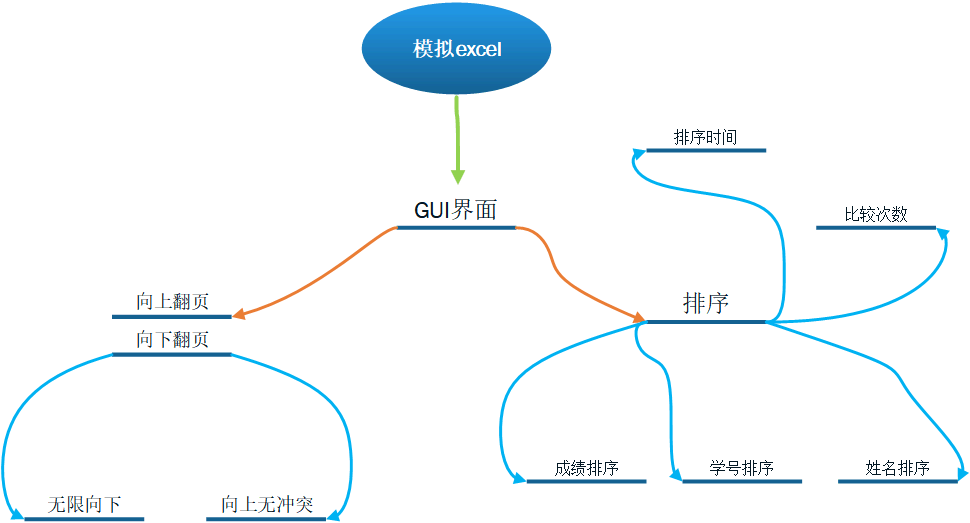 模拟excel
GUI界面
排序时间
比较次数
向上翻页
向下翻页
排序
无限向下
向上无冲突
成绩排序
学号排序
姓名排序